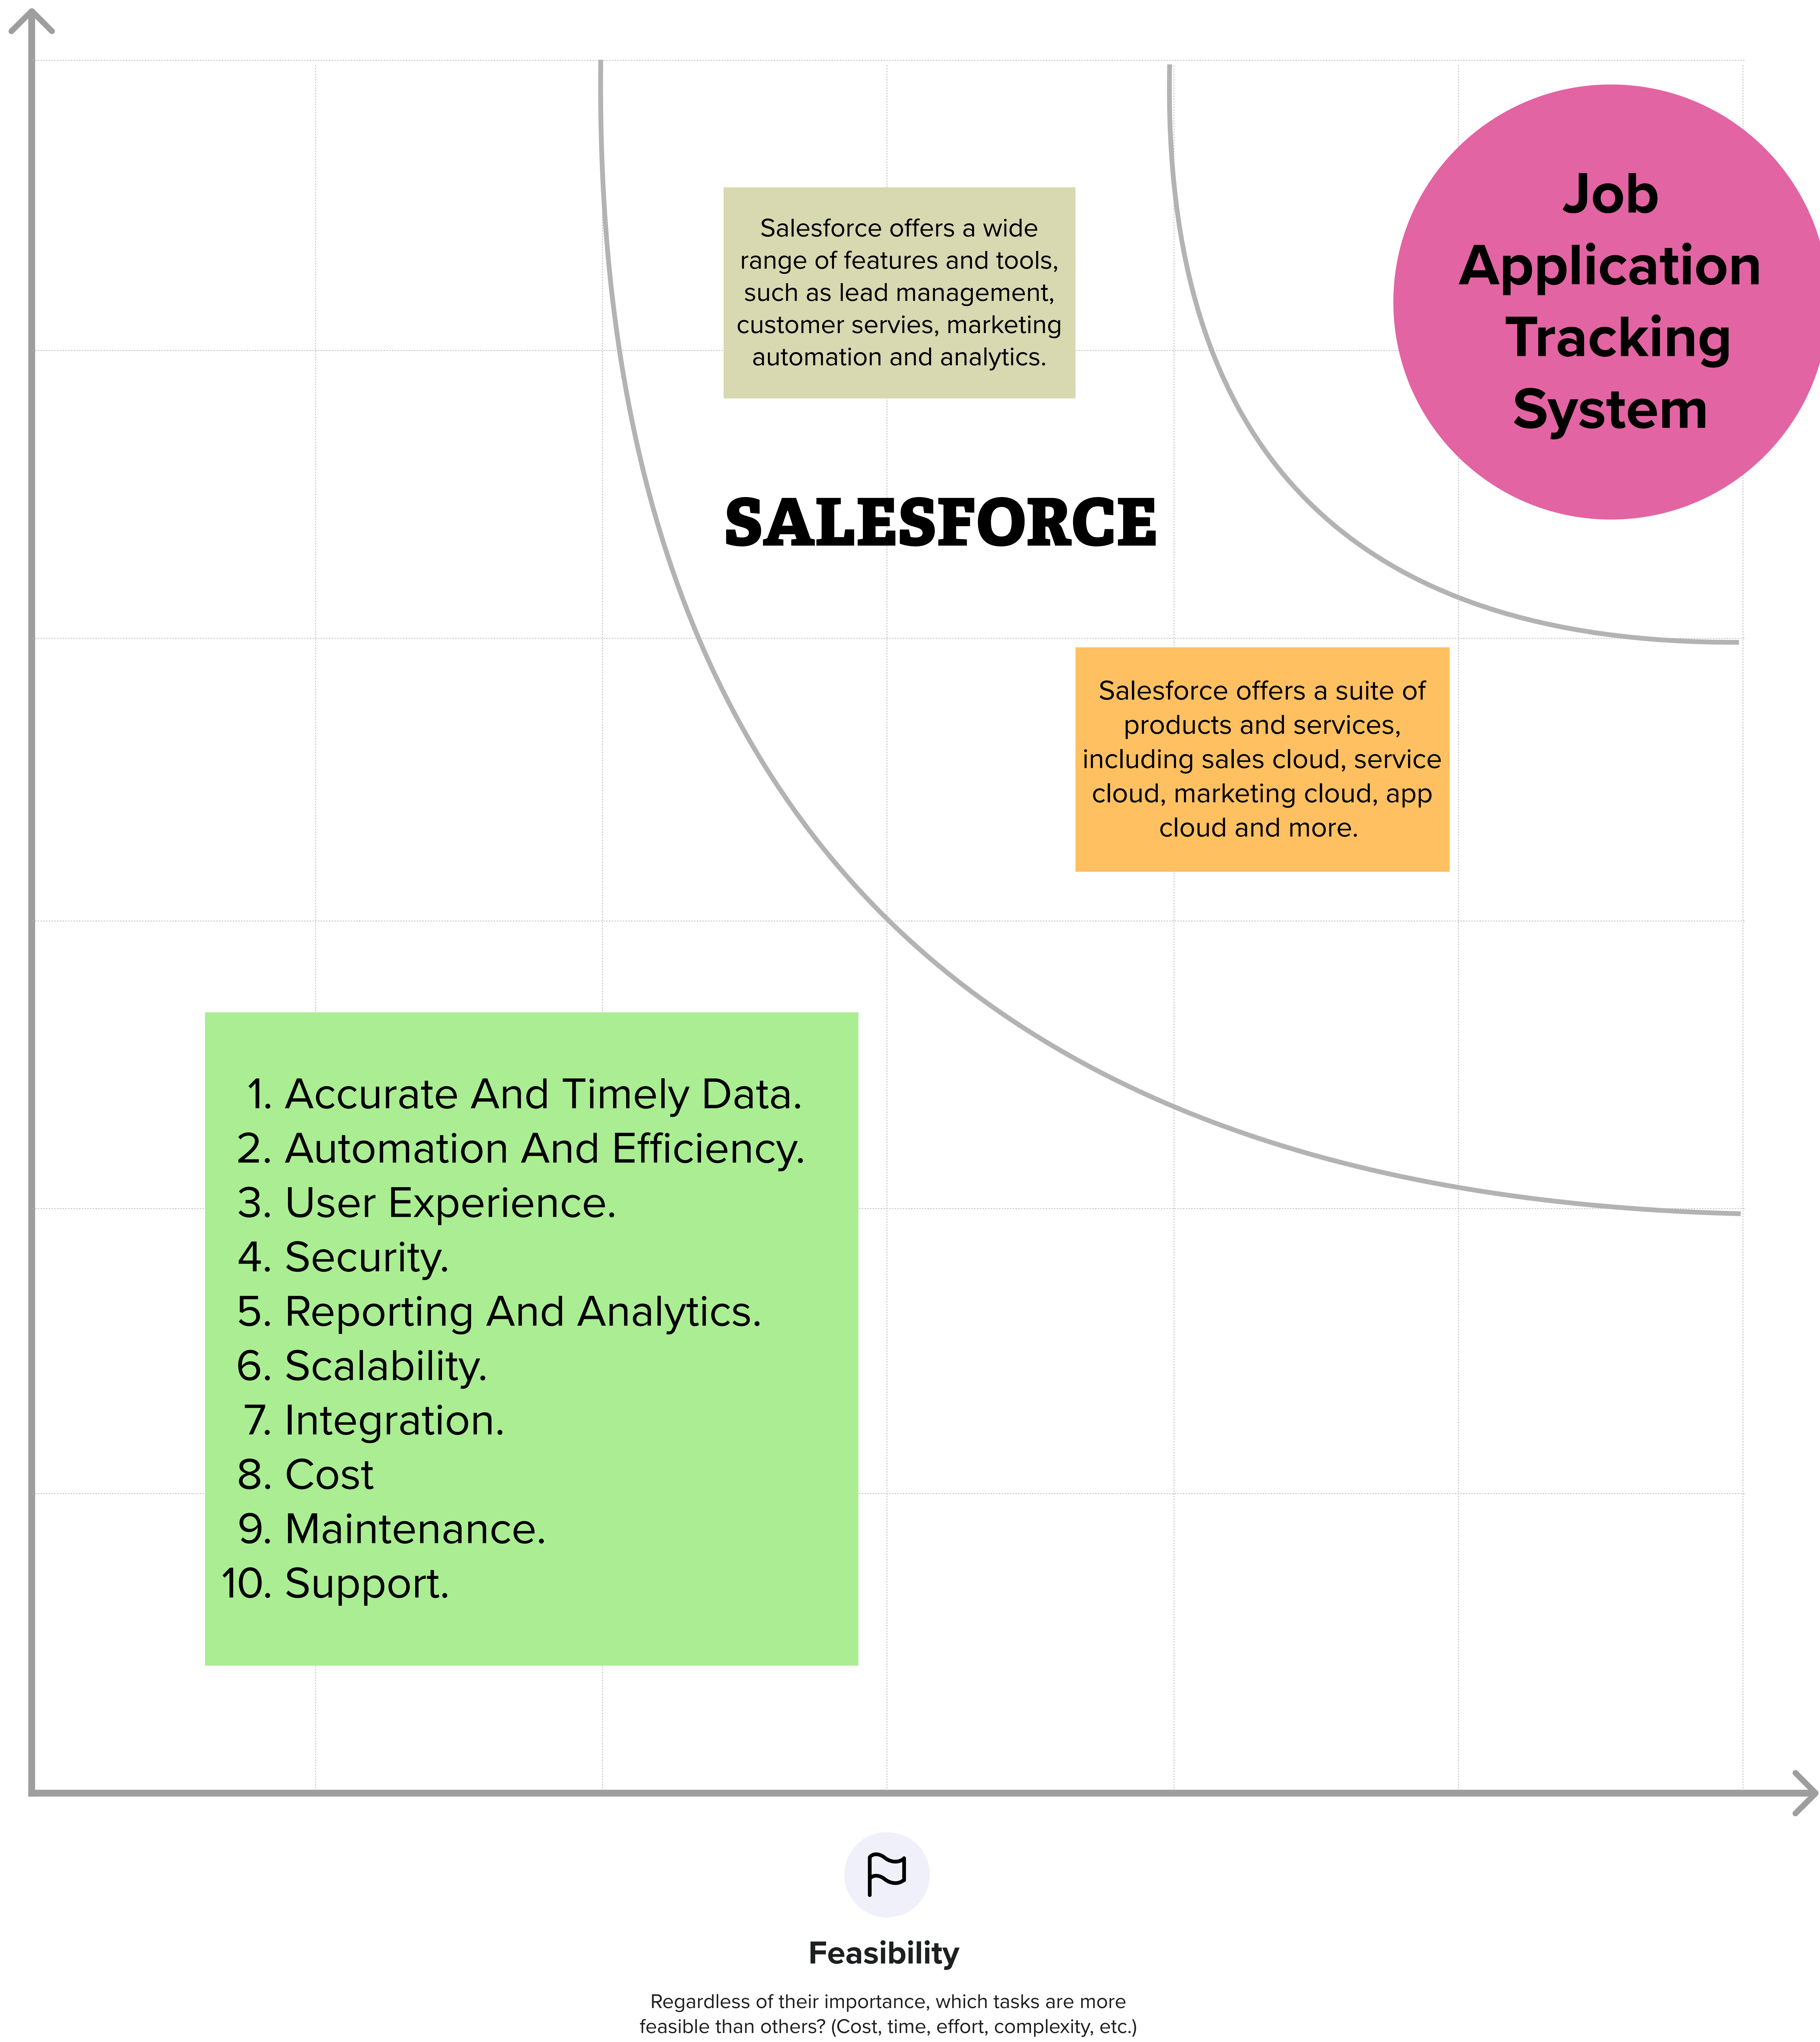 Job
Application
Tracking
System
Salesforce offers a wide
range of features and tools,
such as lead management,
customer servies, marketing
automation and analytics.
SALESFORCE
Salesforce offers a suite of
products and services,
including sales cloud, service
cloud, marketing cloud, app
cloud and more.
1. Accurate And Timely Data.
2. Automation And Efficiency.
3. User Experience.
4. Security.
5. Reporting And Analytics.
6. Scalability.
7. Integration.
8. Cost
9. Maintenance.
10. Support.
Feasibility
Regardless of their importance, which tasks are more
feasible than others? (Cost, time, effort, complexity, etc.)